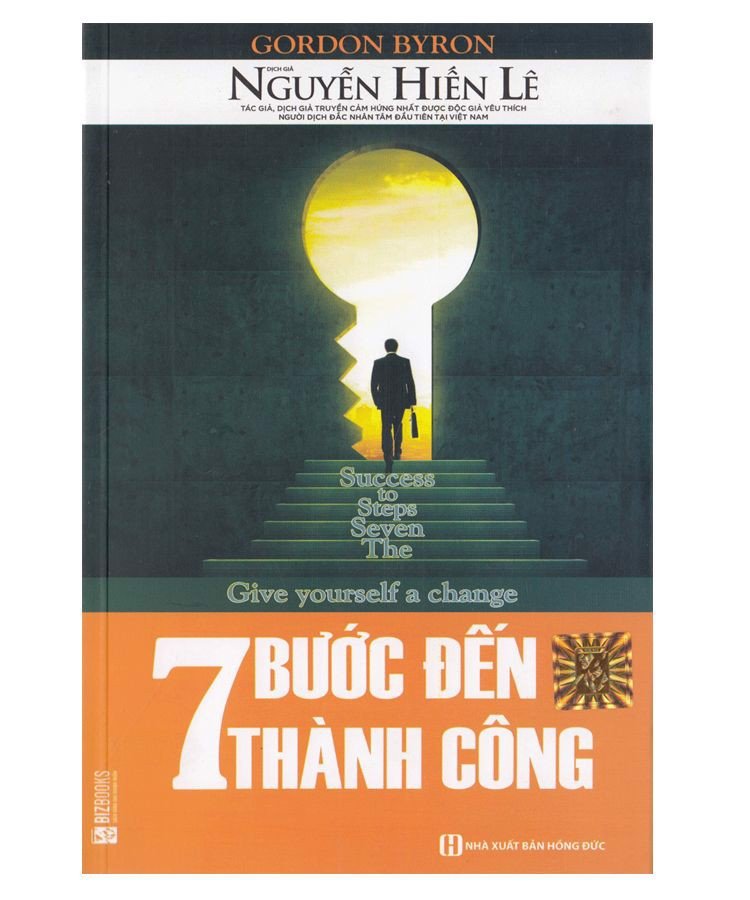 GORDON BYRON
DỊCH GIẢ
NGUYỄN HIẾN LÊ
TÁC GIẢ, DỊCH GIẢ TRUYỀN CẢM HỨNG NHẤT ĐƯỢC ĐỘC GIẢ YÊU THÍCH
NGƯỜI DỊCH ĐẮC NHÂN TÂM ĐẦU TIÊN TẠI VIỆT NAM
Success
to
Steps
Seven
The
Give yourself a change
7 BƯỚC ĐẾN
THÀNH CÔNG
BIZBOOKS
NHÀ XUẤT BẢN HỒNG ĐỨC